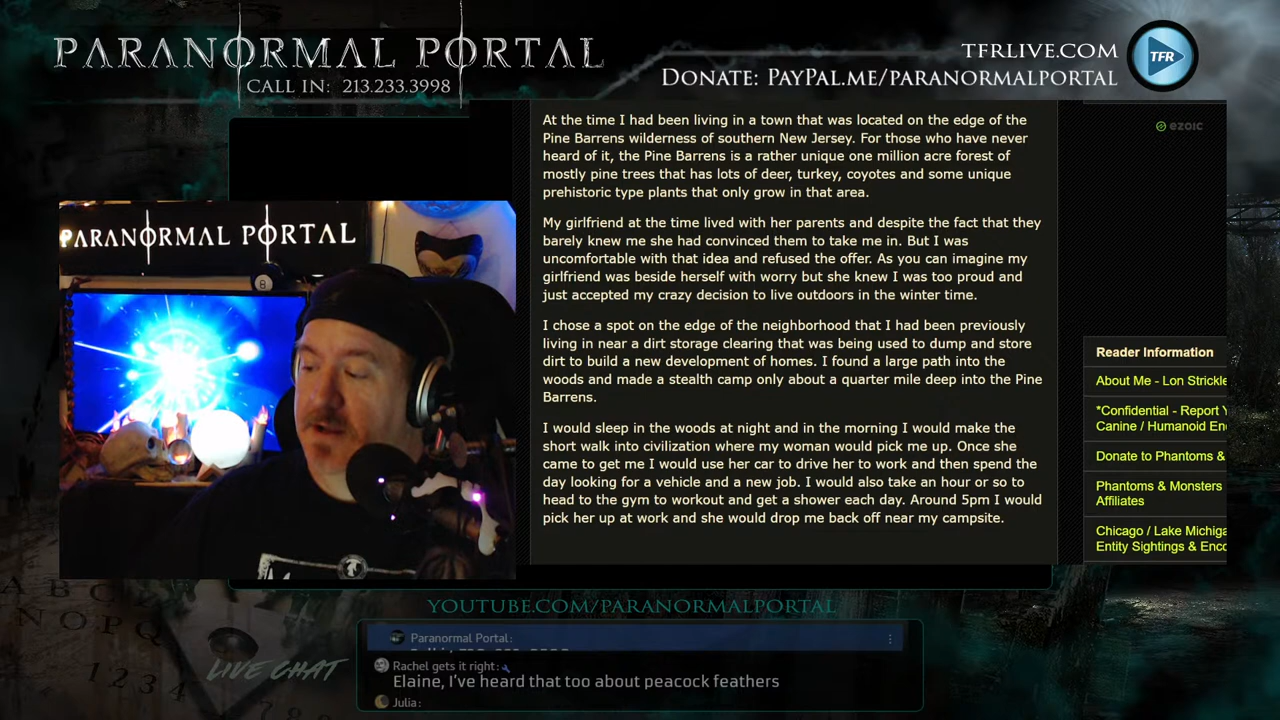 PARANORMAL PORTAL
CALL IN: 213.233.3998
TFRLIVE.COM
DONATE: PAYPAL.ME/PARANORMALPORTAL
TFR
At the time I had been living in a town that was located on the edge of the
Pine Barrens wilderness of southern New Jersey. For those who have never
heard of it, the Pine Barrens is a rather unique one million acre forest of
mostly pine trees that has lots of deer, turkey, coyotes and some unique
prehistoric type plants that only grow in that area.
My girlfriend at the time lived with her parents and despite the fact that they
barely knew me she had convinced them to take me in. But I was
uncomfortable with that idea and refused the offer. As you can imagine my
girlfriend was beside herself with worry but she knew I was too proud and
just accepted my crazy decision to live outdoors in the winter time.
I chose a spot on the edge of the neighborhood that I had been previously
living in near a dirt storage clearing that was being used to dump and store
dirt to build a new development of homes. I found a large path into the
woods and made a stealth camp only about a quarter mile deep into the Pine
Barrens.
I would sleep in the woods at night and in the morning I would make the
short walk into civilization where my woman would pick me up. Once she
came to get me I would use her car to drive her to work and then spend the
day looking for a vehicle and a new job. I would also take an hour or so to
head to the gym to workout and get a shower each day. Around 5pm I would
pick her up at work and she would drop me back off near my campsite.
ezoic
Reader Information
About Me - Lon Strickle
*Confidential - Report Y
Canine / Humanoid En
Donate to Phantoms &
Phantoms & Monsters
Affiliates
Chicago / Lake Michiga
Entity Sightings & Enc
PARANORMAL PORTAL
8
YOUTUBE.COM/PARANORMALPORTAL
LIVE CHAT
Paranormal Portal:
Rachel gets it right:
Elaine, I've heard that too about peacock feathers
Julia:
A B C D
N O P Q
1 2 3 4